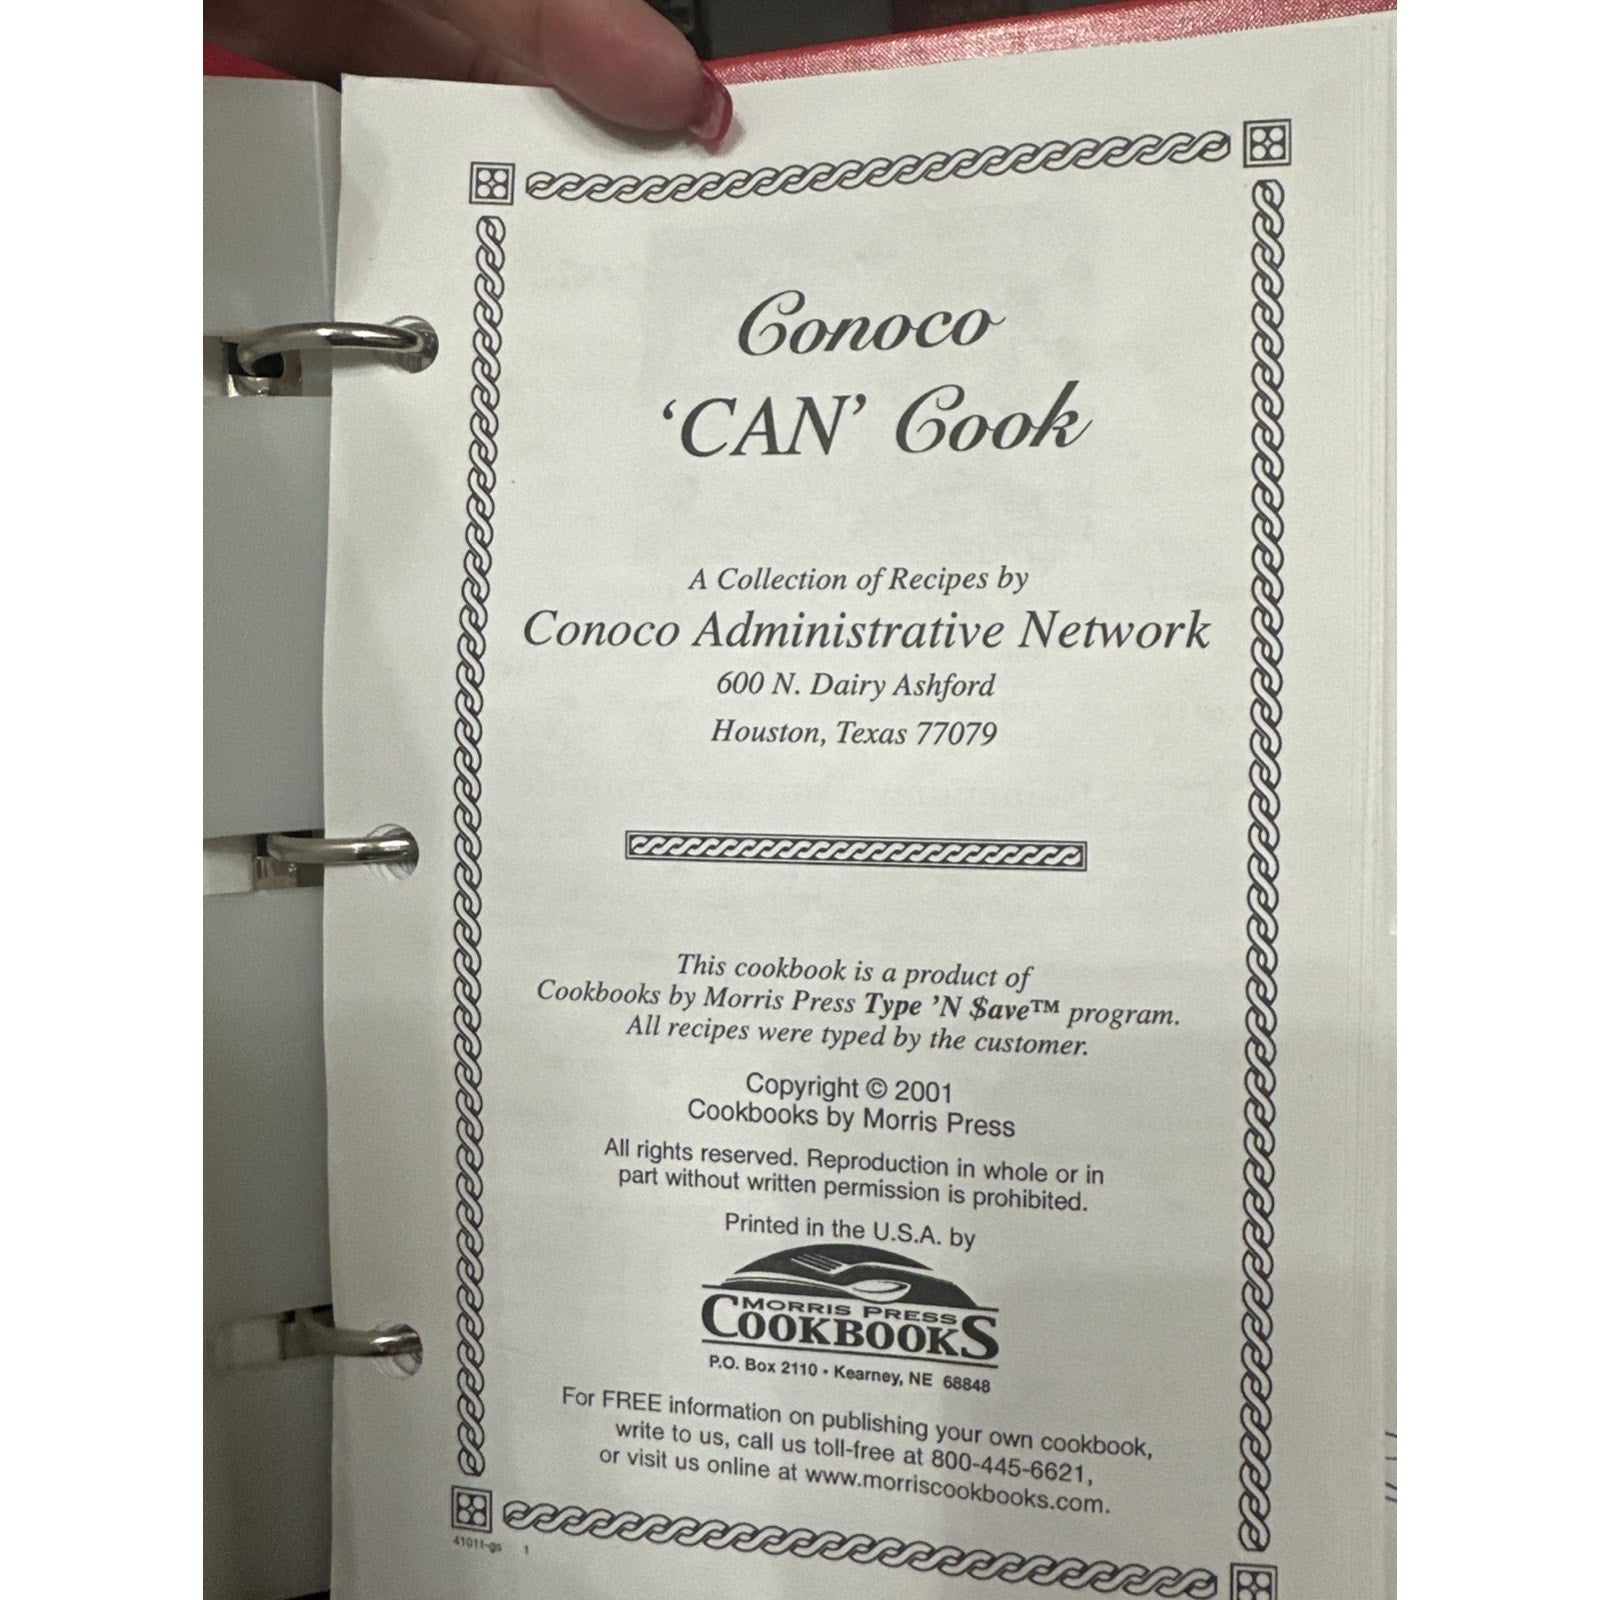 Conoco
‘CAN’ Cook
A Collection of Recipes by
Conoco Administrative Network
600 N. Dairy Ashford
Houston, Texas 77079
This cookbook is a product of
Cookbooks by Morris Press Type ’N $ave™ program.
All recipes were typed by the customer.
Copyright © 2001
Cookbooks by Morris Press
All rights reserved. Reproduction in whole or in
part without written permission is prohibited.
Printed in the U.S.A. by
MORRIS PRESS
COOKBOOKS
P.O. Box 2110 • Kearney, NE 68848
For FREE information on publishing your own cookbook,
write to us, call us toll-free at 800-445-6621,
or visit us online at www.morriscookbooks.com.
41011-gs 1